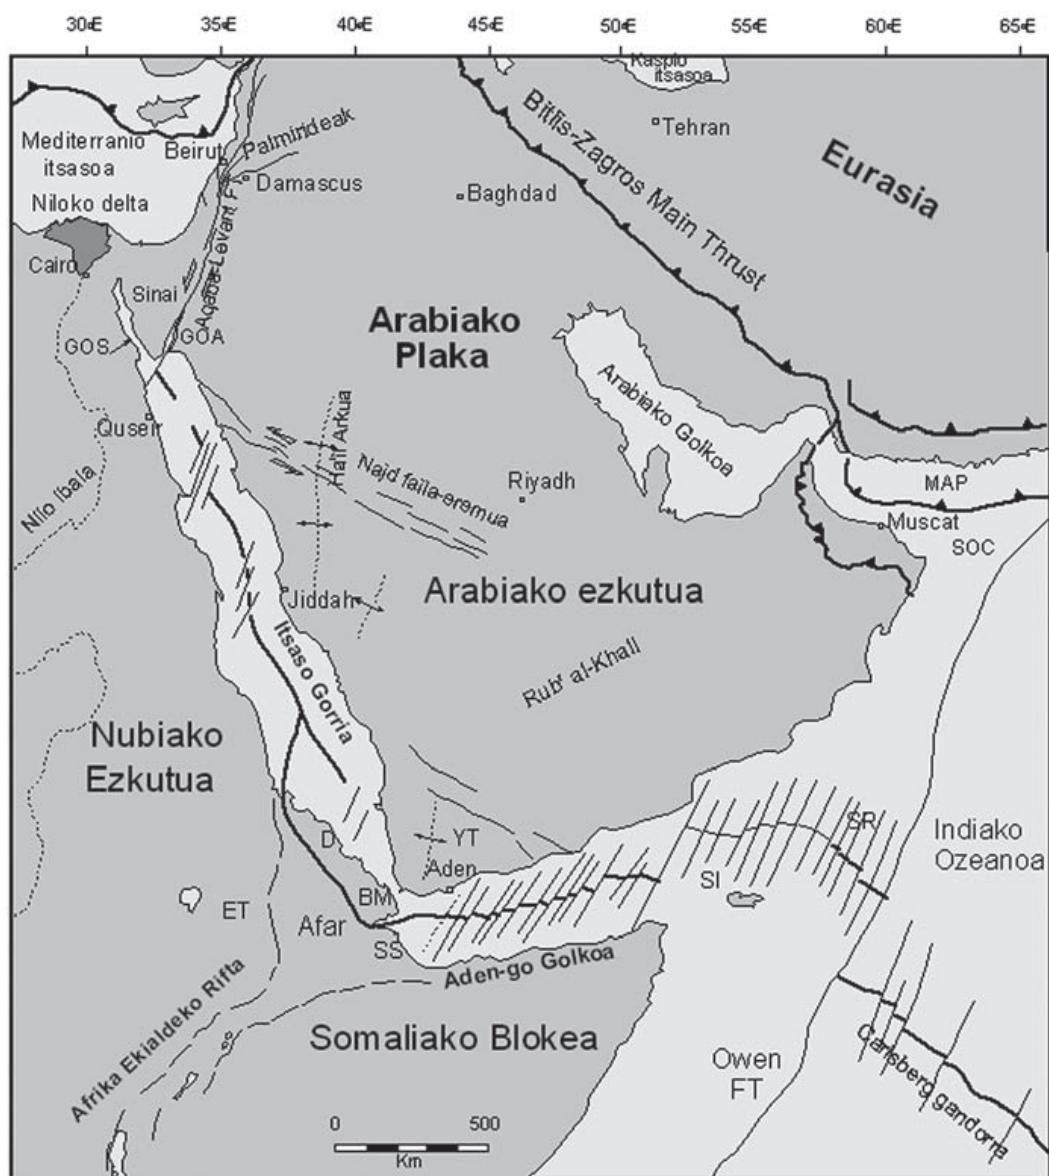 30°E 35°E 40°E 45°E 50°E 55°E 60°E 65°E
Kaspio
itsasoa
Tehran
Bitlis-Zagros Main Thrust
Eurasia
Mediterranio
itsasoa
Beirut
Palmirideak
Damascus
Baghdad
Niloko delta
Cairo
Sinai
Aqaba-Levant F
GOS
GOA
Arabiako
Plaka
Arabiako Golkoa
Quseir
Hail Arkua
Najd faila-eremua
Riyadh
Nilo Ibaia
MAP
Muscat
SOC
Jiddah
Arabiako ezkutua
Itsaso Gorria
Rub' al-Khall
Nubiako
Ezkutua
D
YT
Aden
SR
Indiako
Ozeanoa
SI
BM
ET
Afar
SS
Aden-go Golkoa
Afrika Ekialdeko Rifta
Somaliako Blokea
Owen
FT
Carlsberg gandorra
0 500
Km